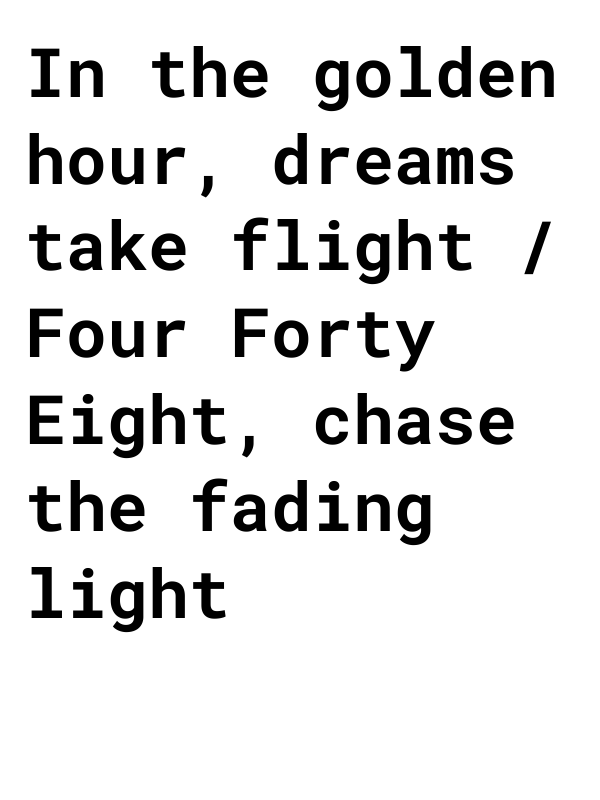 In the golden
hour, dreams
take flight /
Four Forty
Eight, chase
the fading
light